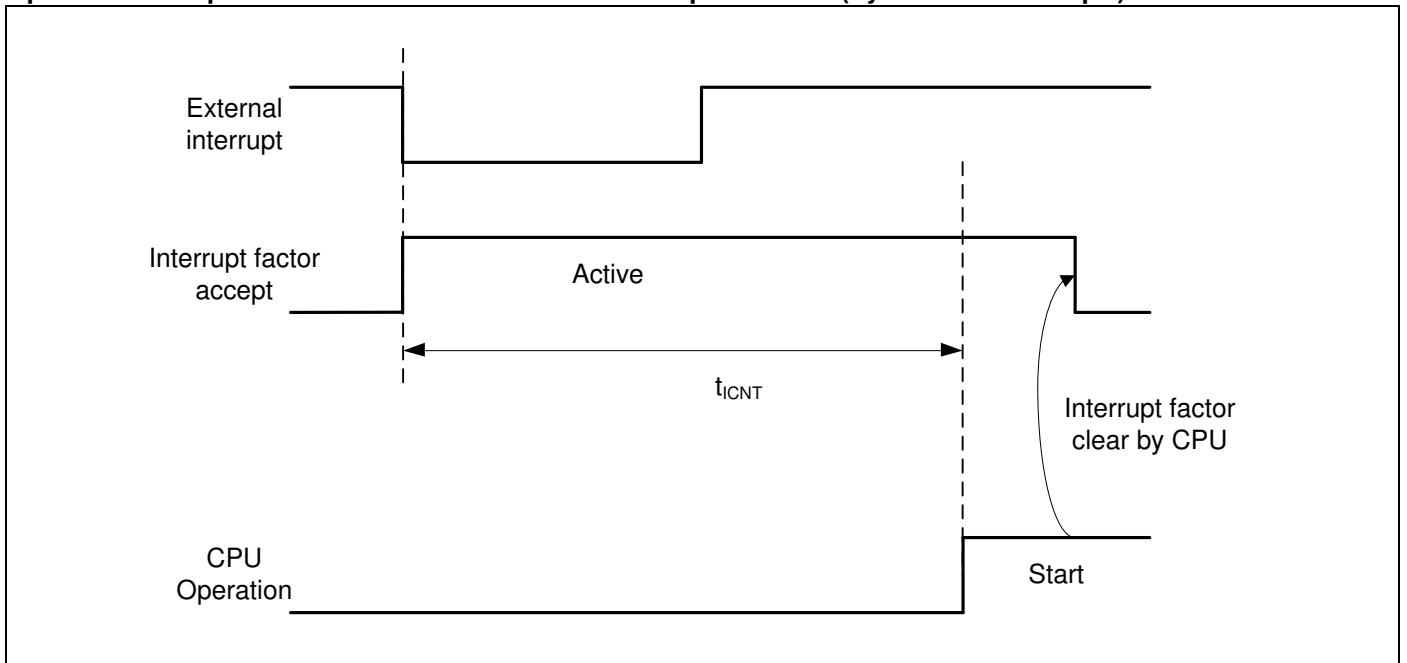 External
interrupt
Interrupt factor
accept
Active
tICNT
Interrupt factor
clear by CPU
CPU
Operation
Start